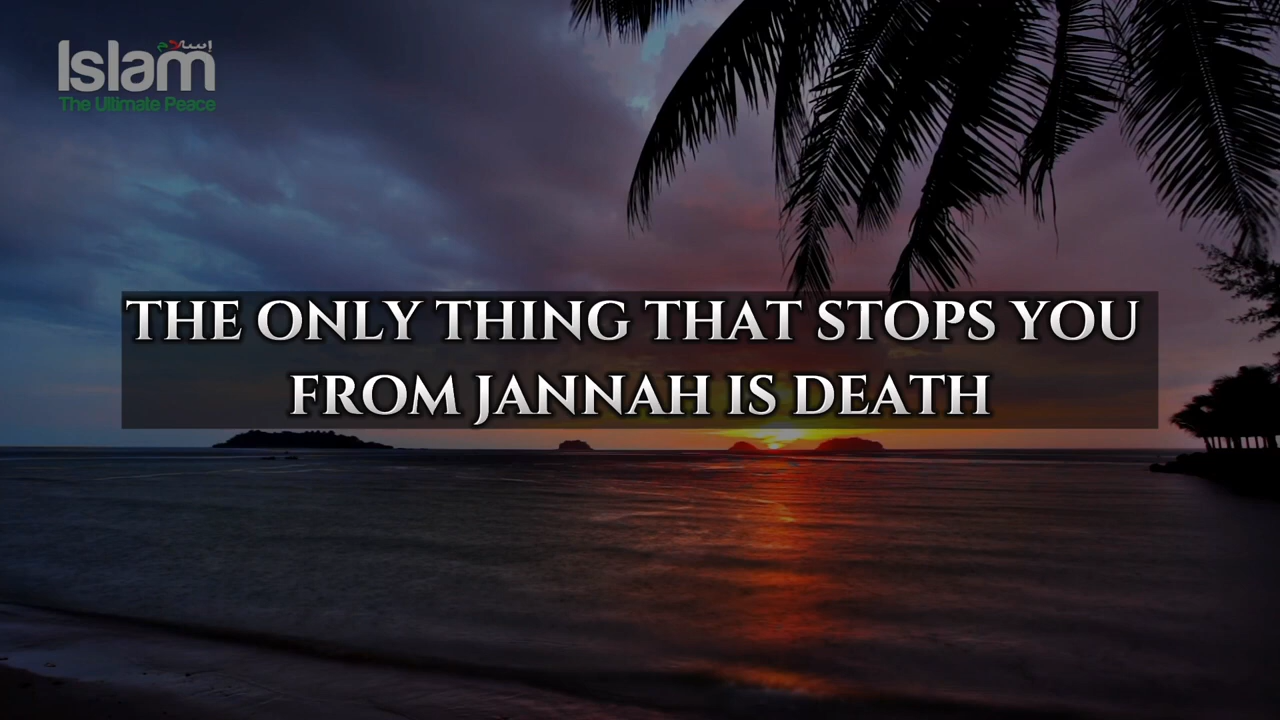 إسلام
Islam
The Ultimate Peace
THE ONLY THING THAT STOPS YOU
FROM JANNAH IS DEATH